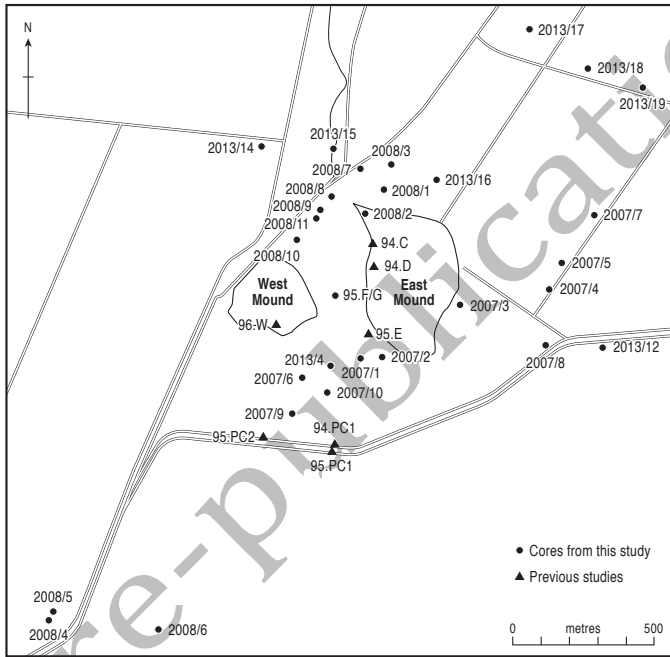 N
2013/17
2013/18
2013/19
2013/15
2013/14
2008/7
2008/3
2008/8
2008/1
2013/16
2008/9
2008/11
2008/2
2007/7
2008/10
94.C
94.D
2007/5
West
Mound
95.F/G
East
Mound
2007/4
2007/3
96-W
95.E
2013/4
2007/1
2007/2
2007/8
2013/12
2007/6
2007/10
2007/9
94.PC1
95.PC2
95.PC1
Cores from this study
Previous studies
2008/5
2008/4
2008/6
0 metres 500
re-publicati